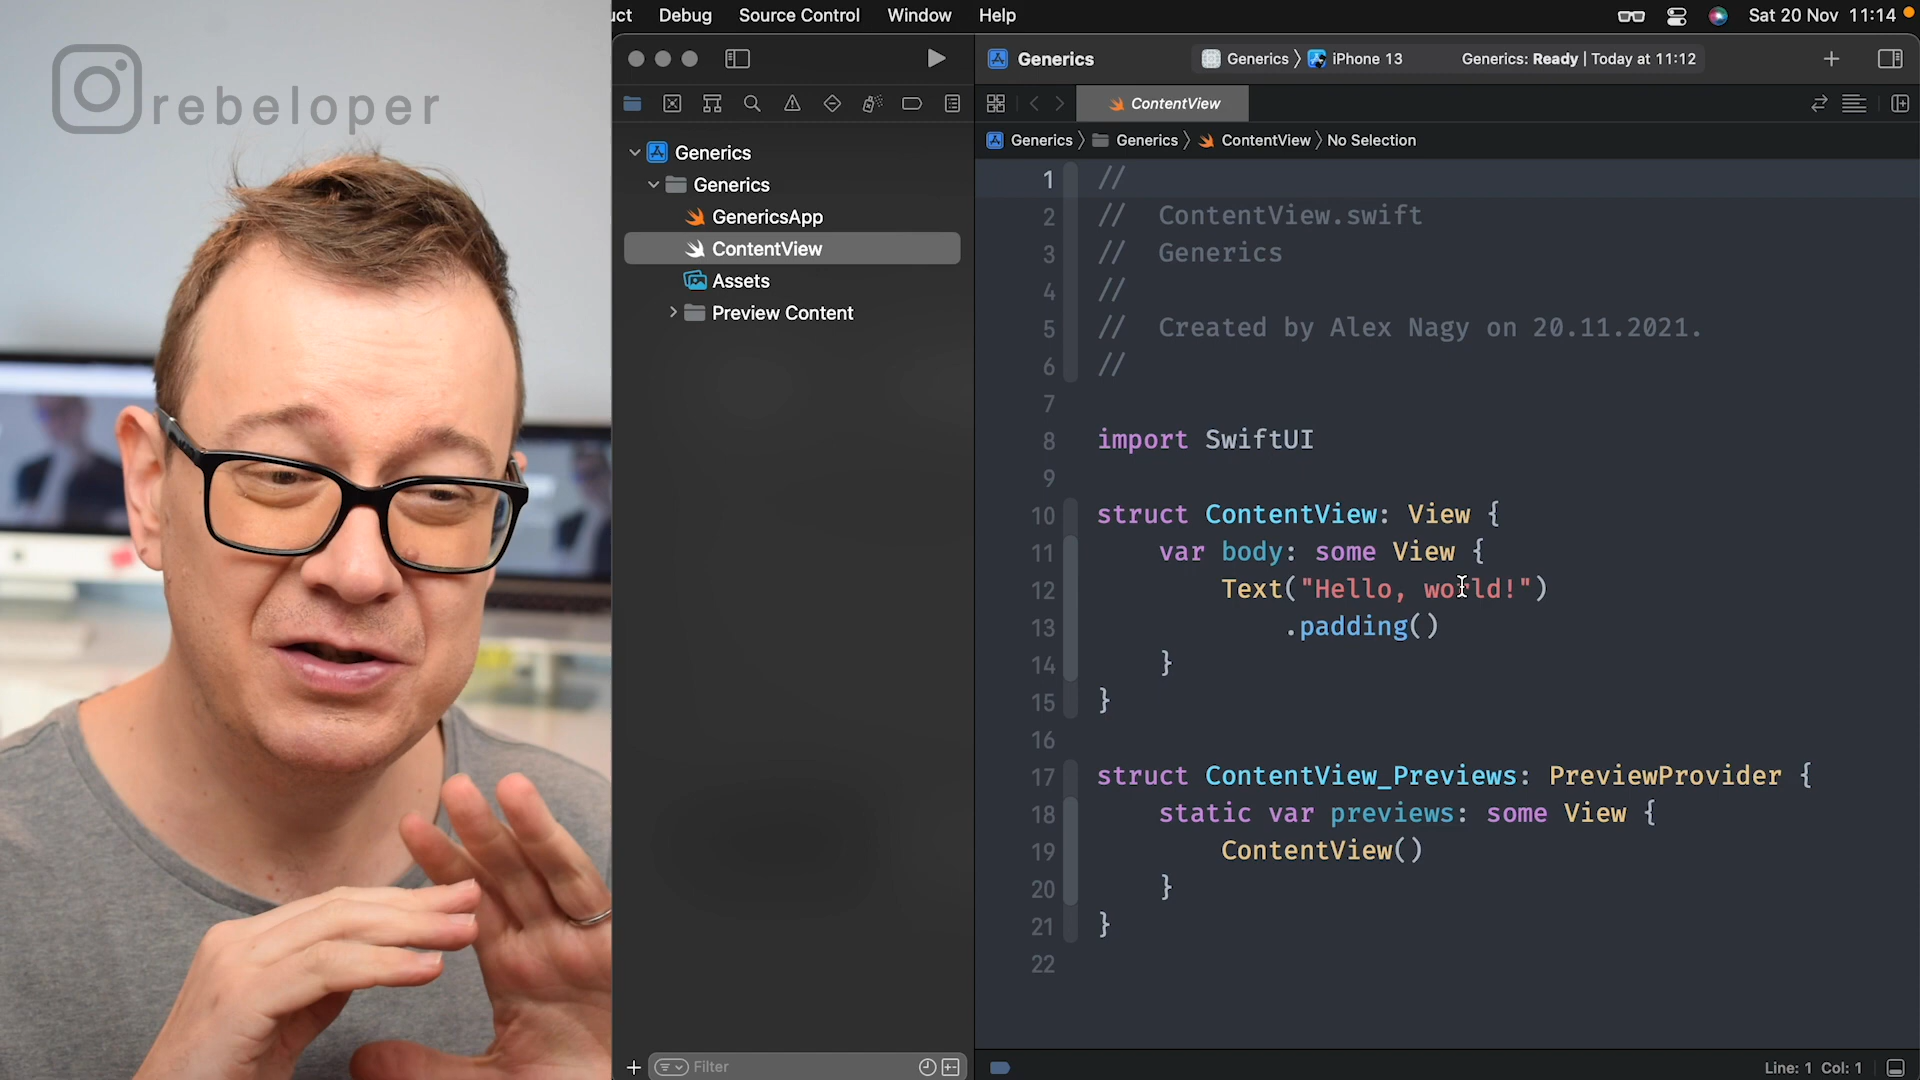 uct Debug Source Control Window Help Sat 20 Nov 11:14
rebeloper
Generics Generics iPhone 13 Generics: Ready | Today at 11:12
ContentView
Generics Generics ContentView No Selection
Generics
Generics
GenericsApp
ContentView
Assets
Preview Content
Filter
1 //
2 // ContentView.swift
3 // Generics
4 //
5 // Created by Alex Nagy on 20.11.2021.
6 //
7
8 import SwiftUI
9
10 struct ContentView: View {
11 var body: some View {
12 Text("Hello, world!")
13 .padding()
14 }
15 }
16
17 struct ContentView_Previews: PreviewProvider {
18 static var previews: some View {
19 ContentView()
20 }
21 }
22
Line: 1 Col: 1